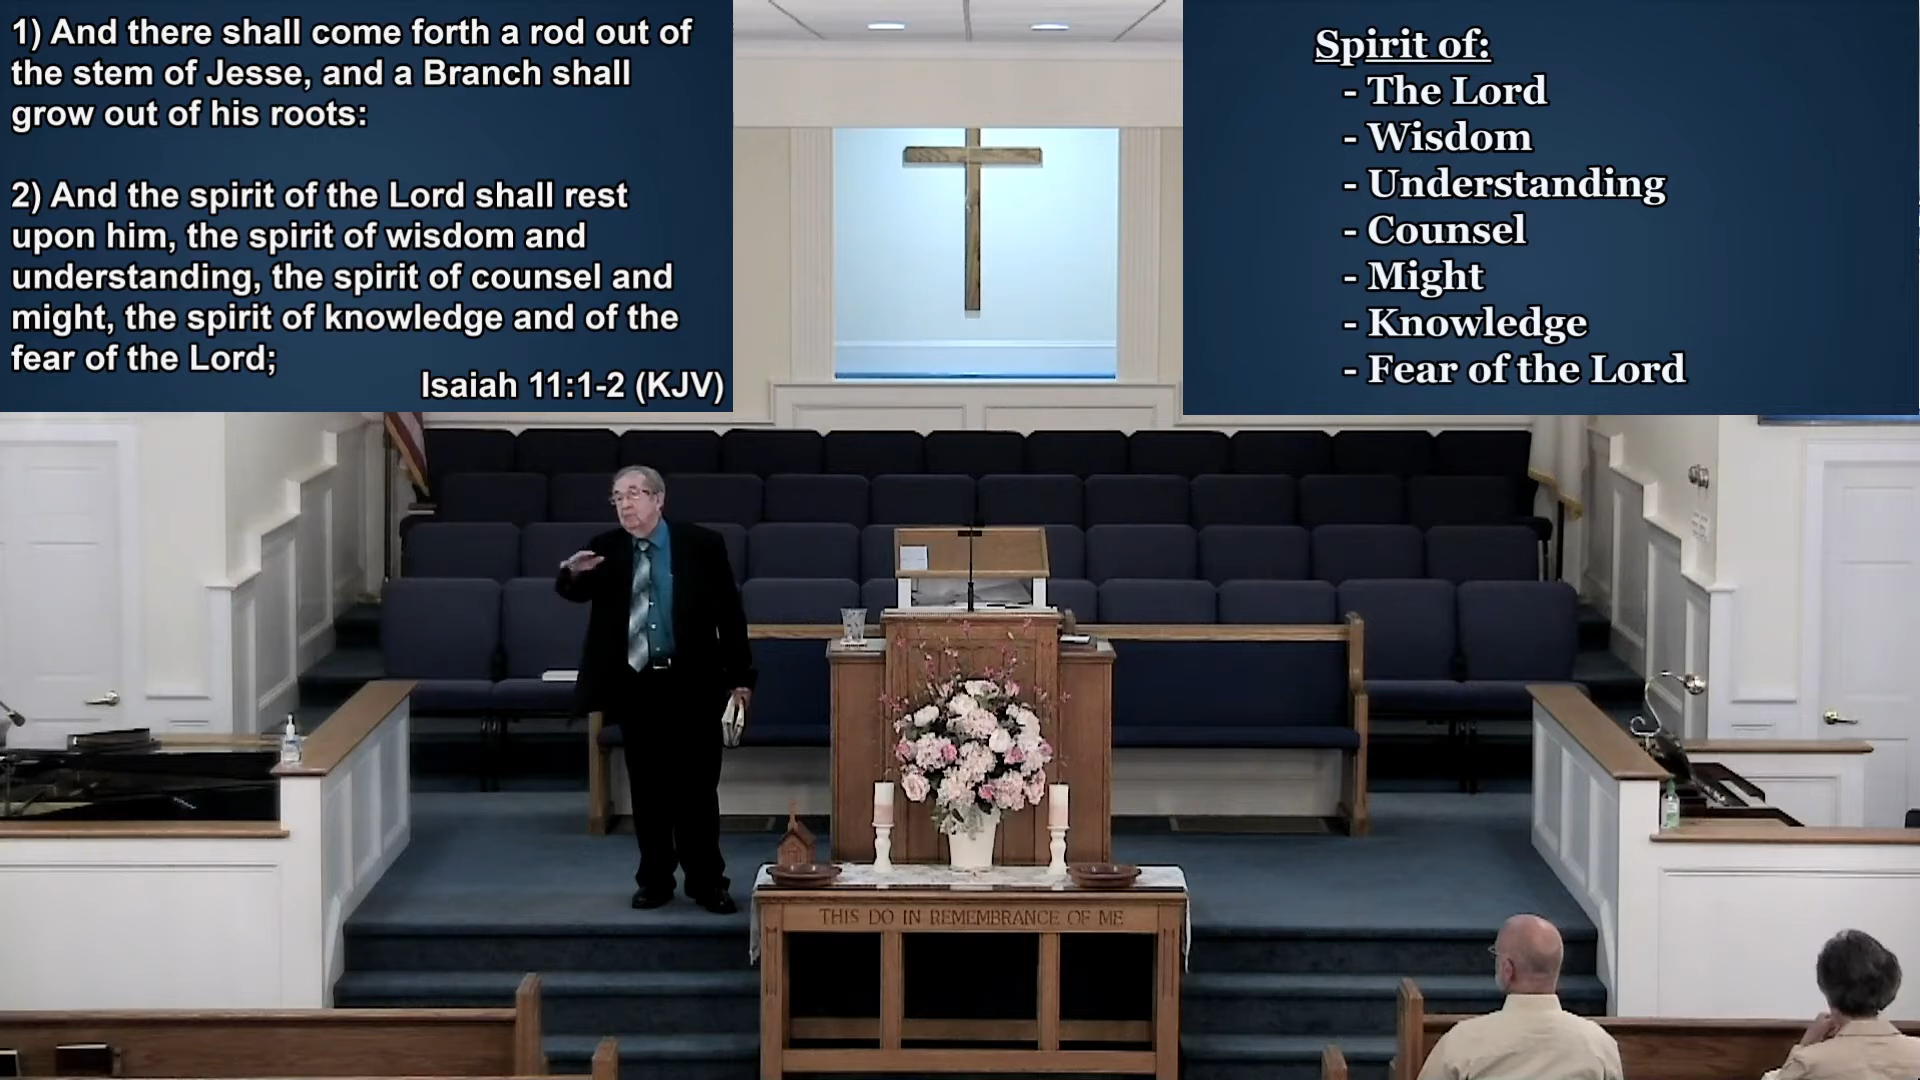 1) And there shall come forth a rod out of
the stem of Jesse, and a Branch shall
grow out of his roots:
2) And the spirit of the Lord shall rest
upon him, the spirit of wisdom and
understanding, the spirit of counsel and
might, the spirit of knowledge and of the
fear of the Lord;
Isaiah 11:1-2 (KJV)
Spirit of:
- The Lord
- Wisdom
- Understanding
- Counsel
- Might
- Knowledge
- Fear of the Lord
THIS DO IN REMEMBRANCE OF ME